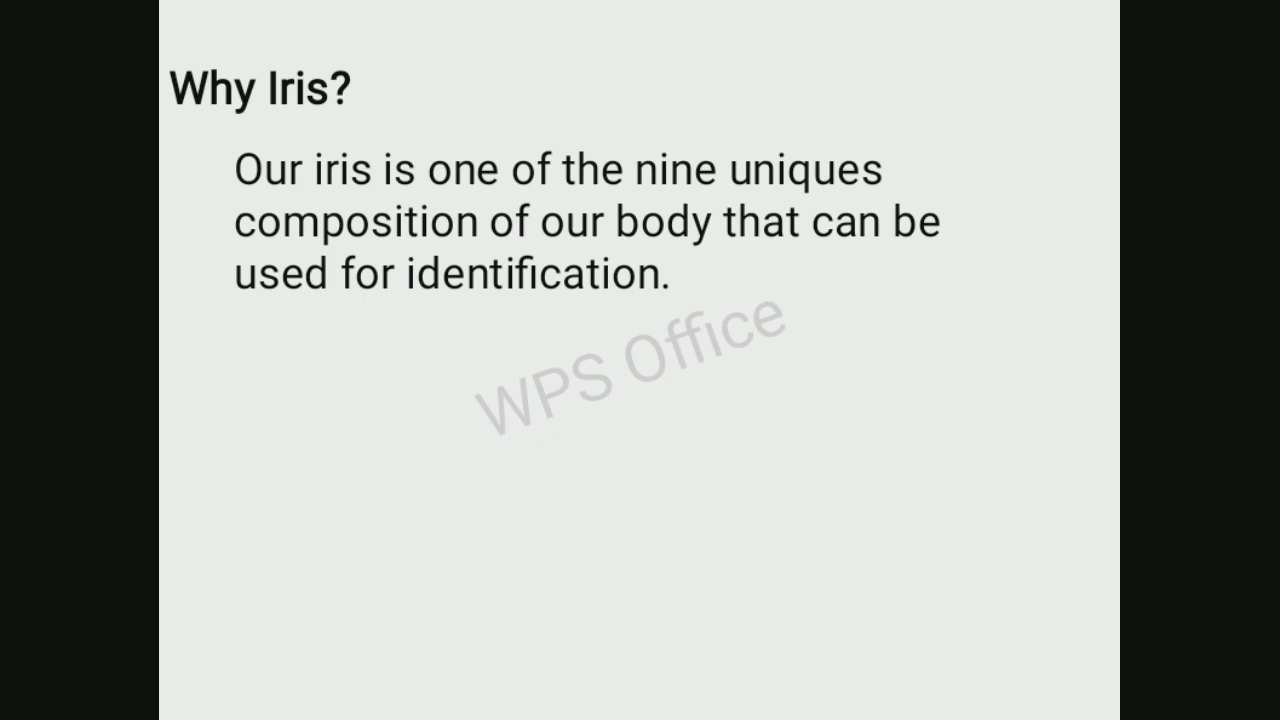 Why Iris?
Our iris is one of the nine uniques
composition of our body that can be
used for identification.
WPS Office